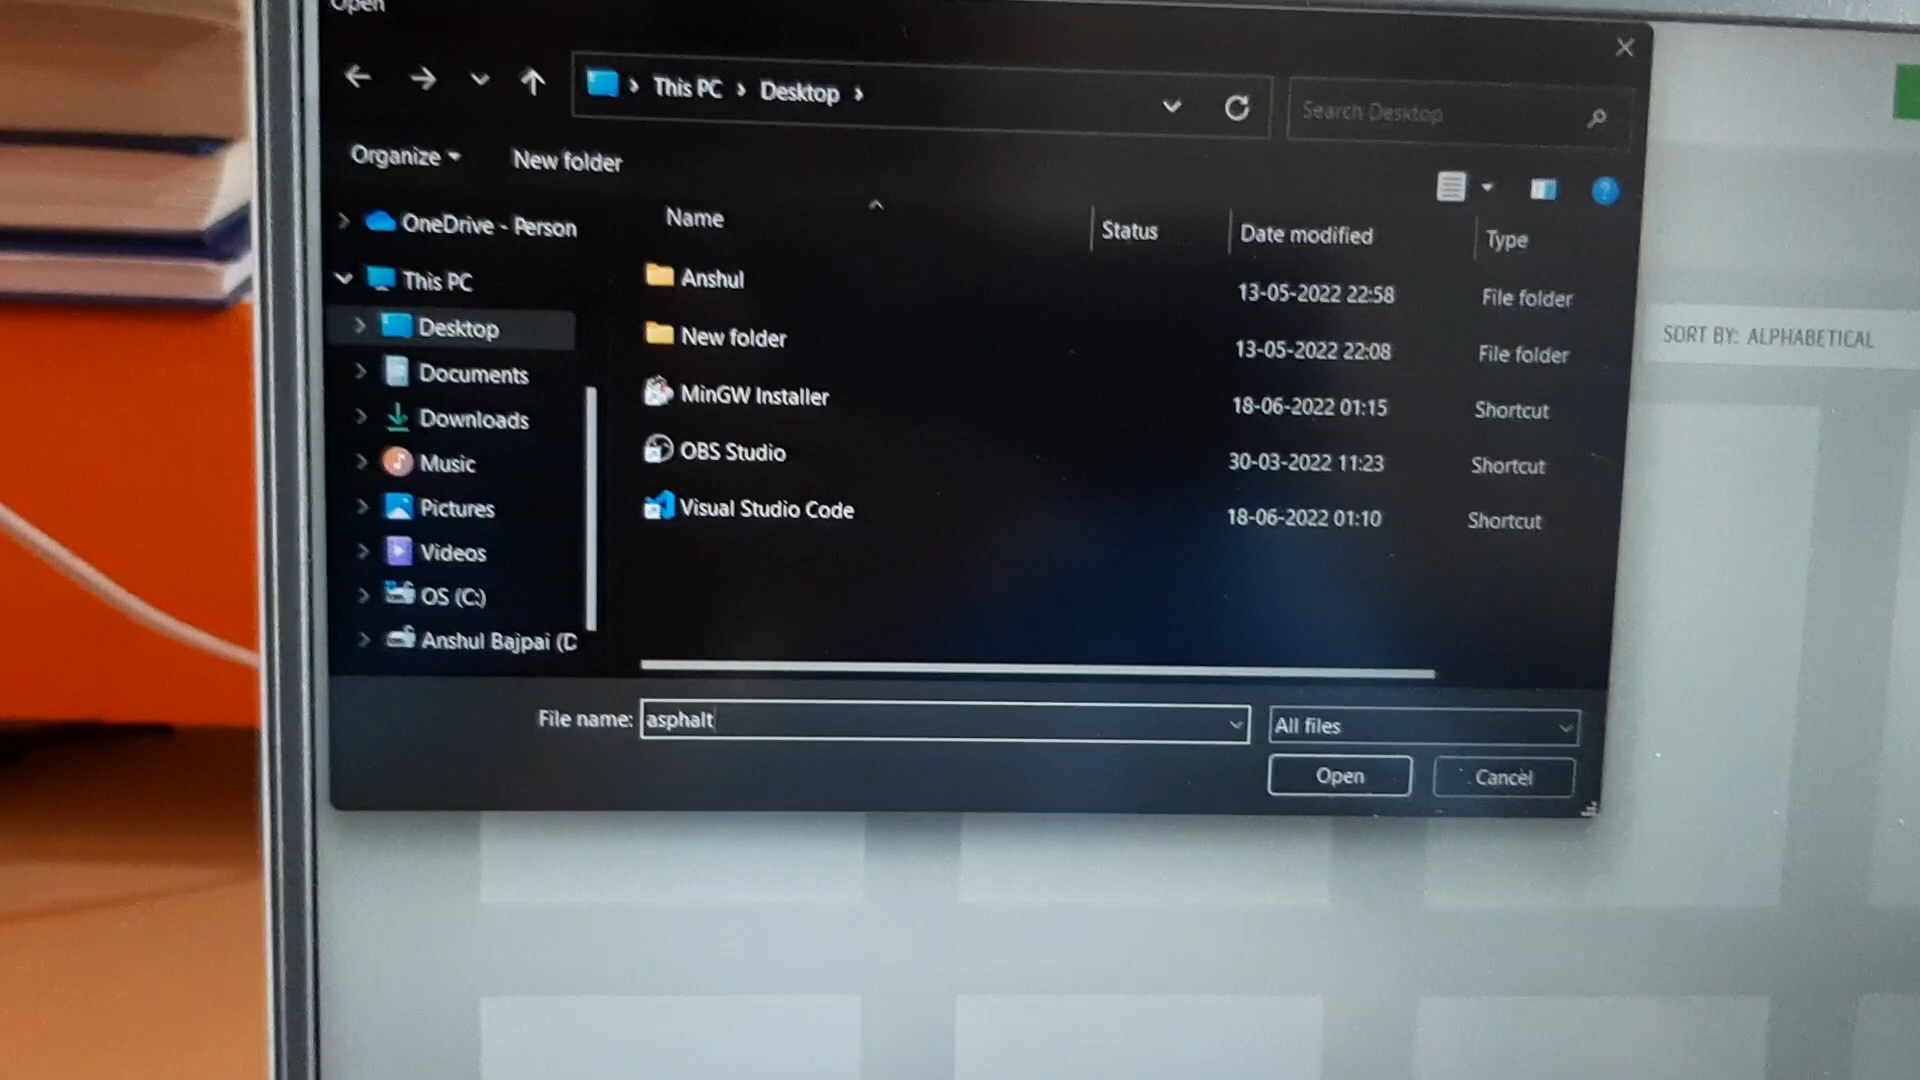 Open
This PC > Desktop >
Search Desktop
Organize
New folder
Name
Status
Date modified
Type
OneDrive - Person
This PC
Desktop
Documents
Downloads
Music
Pictures
Videos
OS (C:)
Anshul Bajpai (D
Anshul 13-05-2022 22:58 File folder
New folder 13-05-2022 22:08 File folder
MinGW Installer 18-06-2022 01:15 Shortcut
OBS Studio 30-03-2022 11:23 Shortcut
Visual Studio Code 18-06-2022 01:10 Shortcut
SORT BY: ALPHABETICAL
File name: asphalt
All files
Open
Cancel